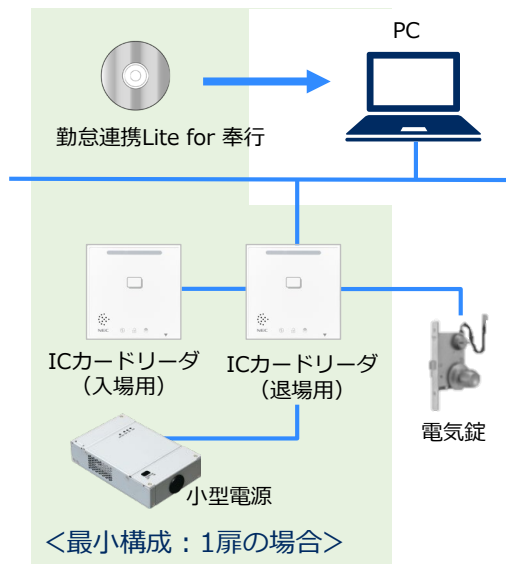 PC
勤怠連携Lite for 奉行
NEC
NEC
ICカードリーダ
（入場用）
ICカードリーダ
（退場用）
電気錠
小型電源
＜最小構成：1扉の場合＞